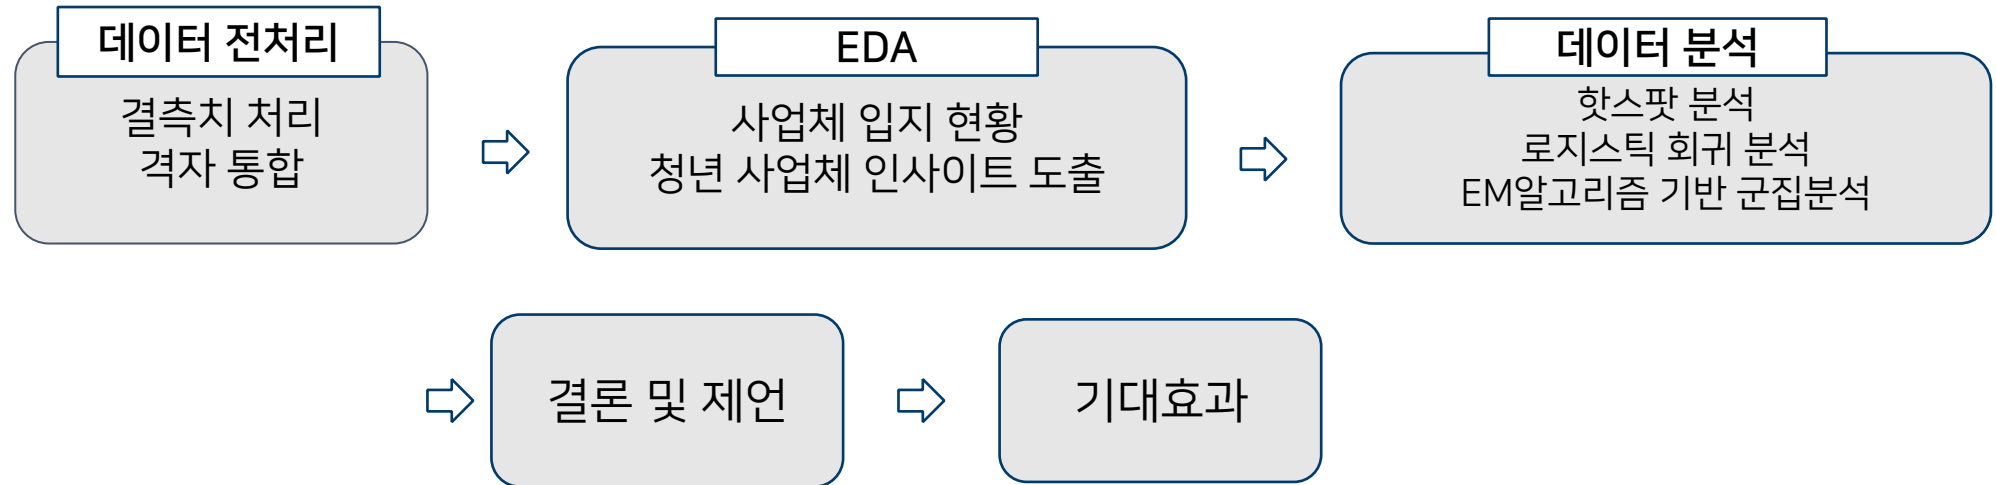 데이터 전처리
결측치 처리
격자 통합
EDA
사업체 입지 현황
청년 사업체 인사이트 도출
데이터 분석
핫스팟 분석
로지스틱 회귀 분석
EM알고리즘 기반 군집분석
결론 및 제언
기대효과